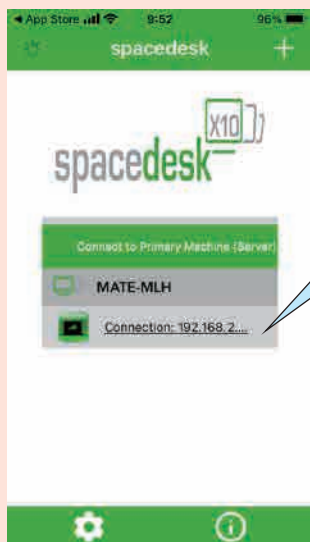 App Store 9:52 96%
spacedesk
spacedesk X10
Connect to Primary Machine (Server)
MATE-MLH
Connection: 192.168.2....